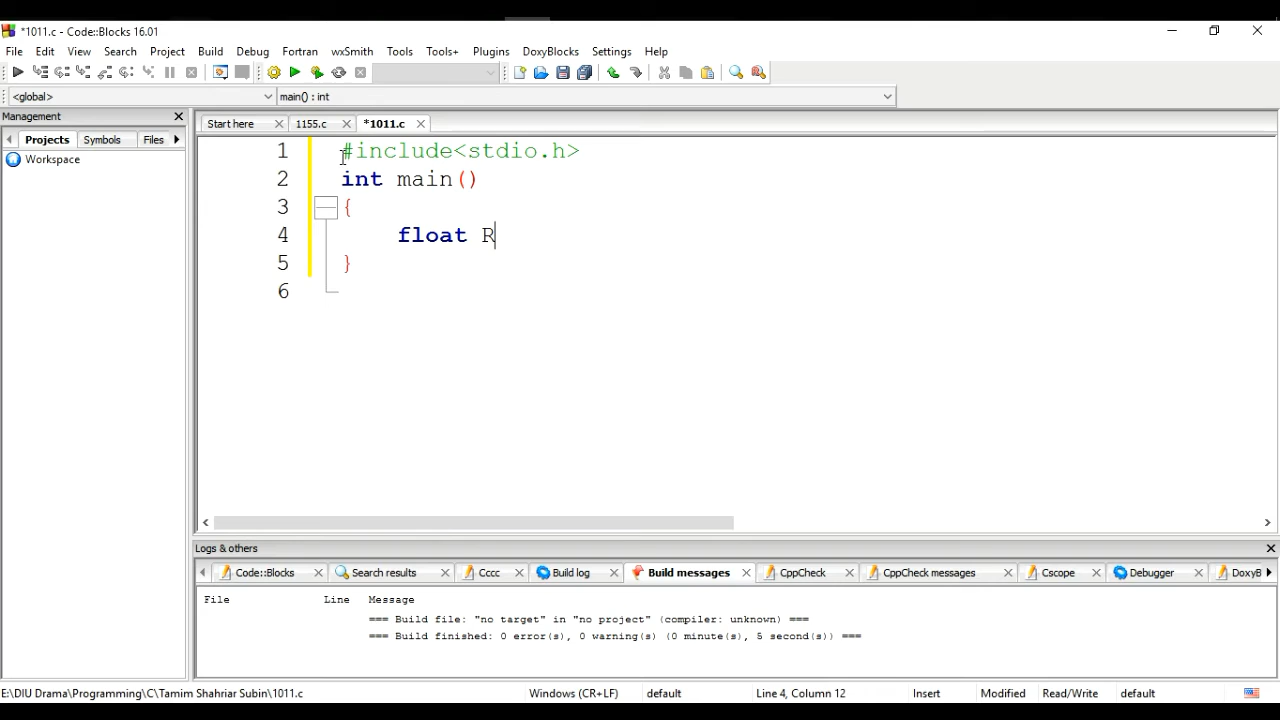 *1011.c - Code::Blocks 16.01
File Edit View Search Project Build Debug Fortran wxSmith Tools Tools+ Plugins DoxyBlocks Settings Help
<global> main() : int
Management
Projects Symbols Files
Workspace
Start here 1155.c *1011.c
1 #include<stdio.h>
2 int main()
3 {
4 float R
5 }
6
Logs & others
Code::Blocks Search results Cccc Build log Build messages CppCheck CppCheck messages Cscope Debugger DoxyB
File Line Message
=== Build file: "no target" in "no project" (compiler: unknown) ===
=== Build finished: 0 error(s), 0 warning(s) (0 minute(s), 5 second(s)) ===
E:\DIU Drama\Programming\C\Tamim Shahriar Subin\1011.c Windows (CR+LF) default Line 4, Column 12 Insert Modified Read/Write default